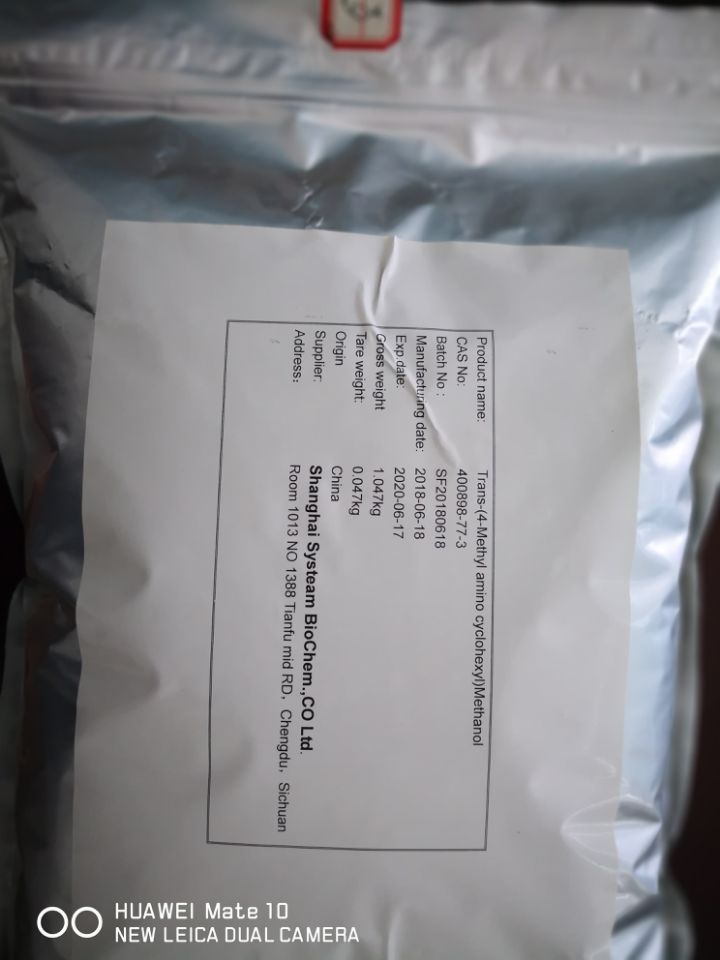 Product name: Trans-(4-Methyl amino cyclohexyl)Methanol
CAS No: 400898-77-3
Batch No : SF20180618
Manufacturing date: 2018-06-18
Exp date: 2020-06-17
Gross weight 1.047kg
Tare weight: 0.047kg
Origin China
Supplier: Shanghai Systeam BioChem.,CO Ltd.
Address: Room 1013 NO 1388 Tianfu mid RD, Chengdu, Sichuan
HUAWEI Mate 10
NEW LEICA DUAL CAMERA